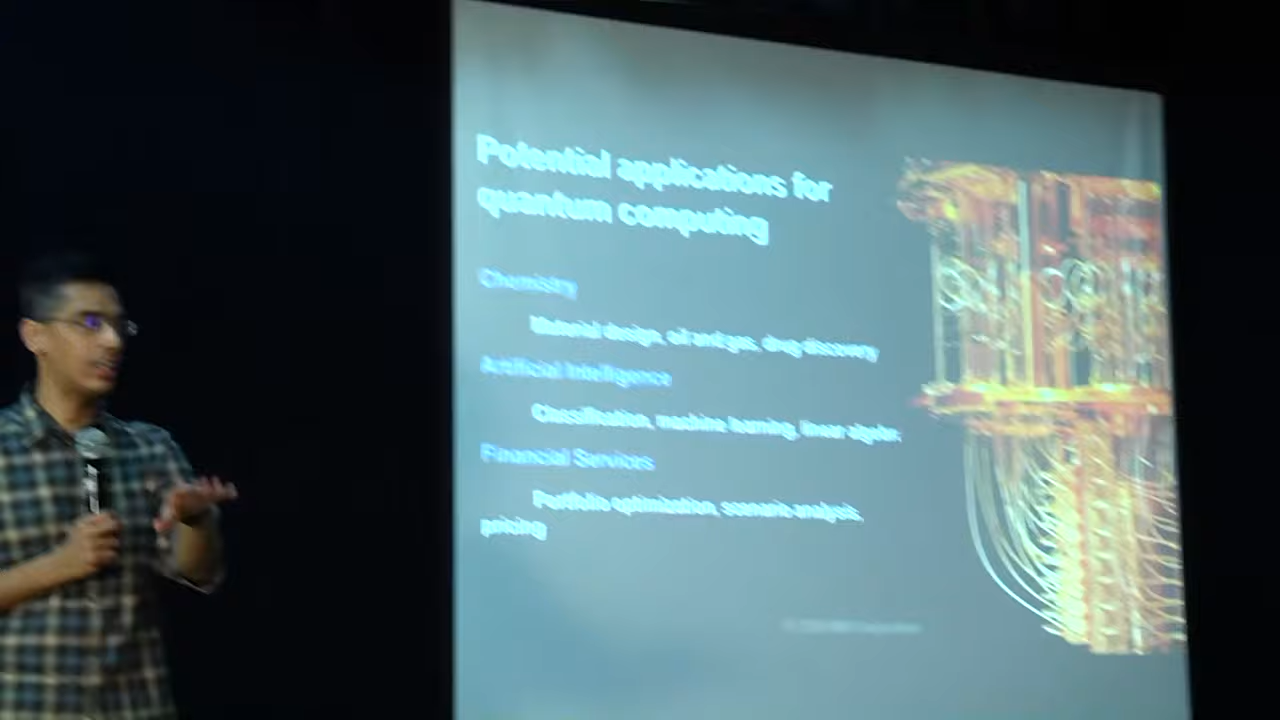 Potential applications for
quantum computing
Chemistry
Material design, oil and gas, drug discovery
Artificial Intelligence
Classification, machine learning, linear
Financial Services
Portfolio optimization, scenario analysis,
pricing